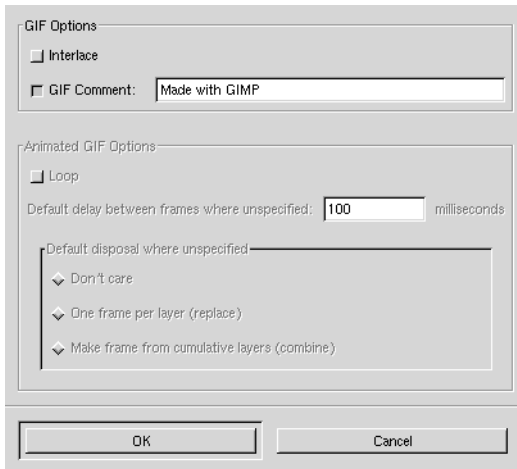 GIF Options
Interlace
GIF Comment: Made with GIMP
Animated GIF Options
Loop
Default delay between frames where unspecified: 100 milliseconds
Default disposal where unspecified
Don't care
One frame per layer (replace)
Make frame from cumulative layers (combine)
OK Cancel